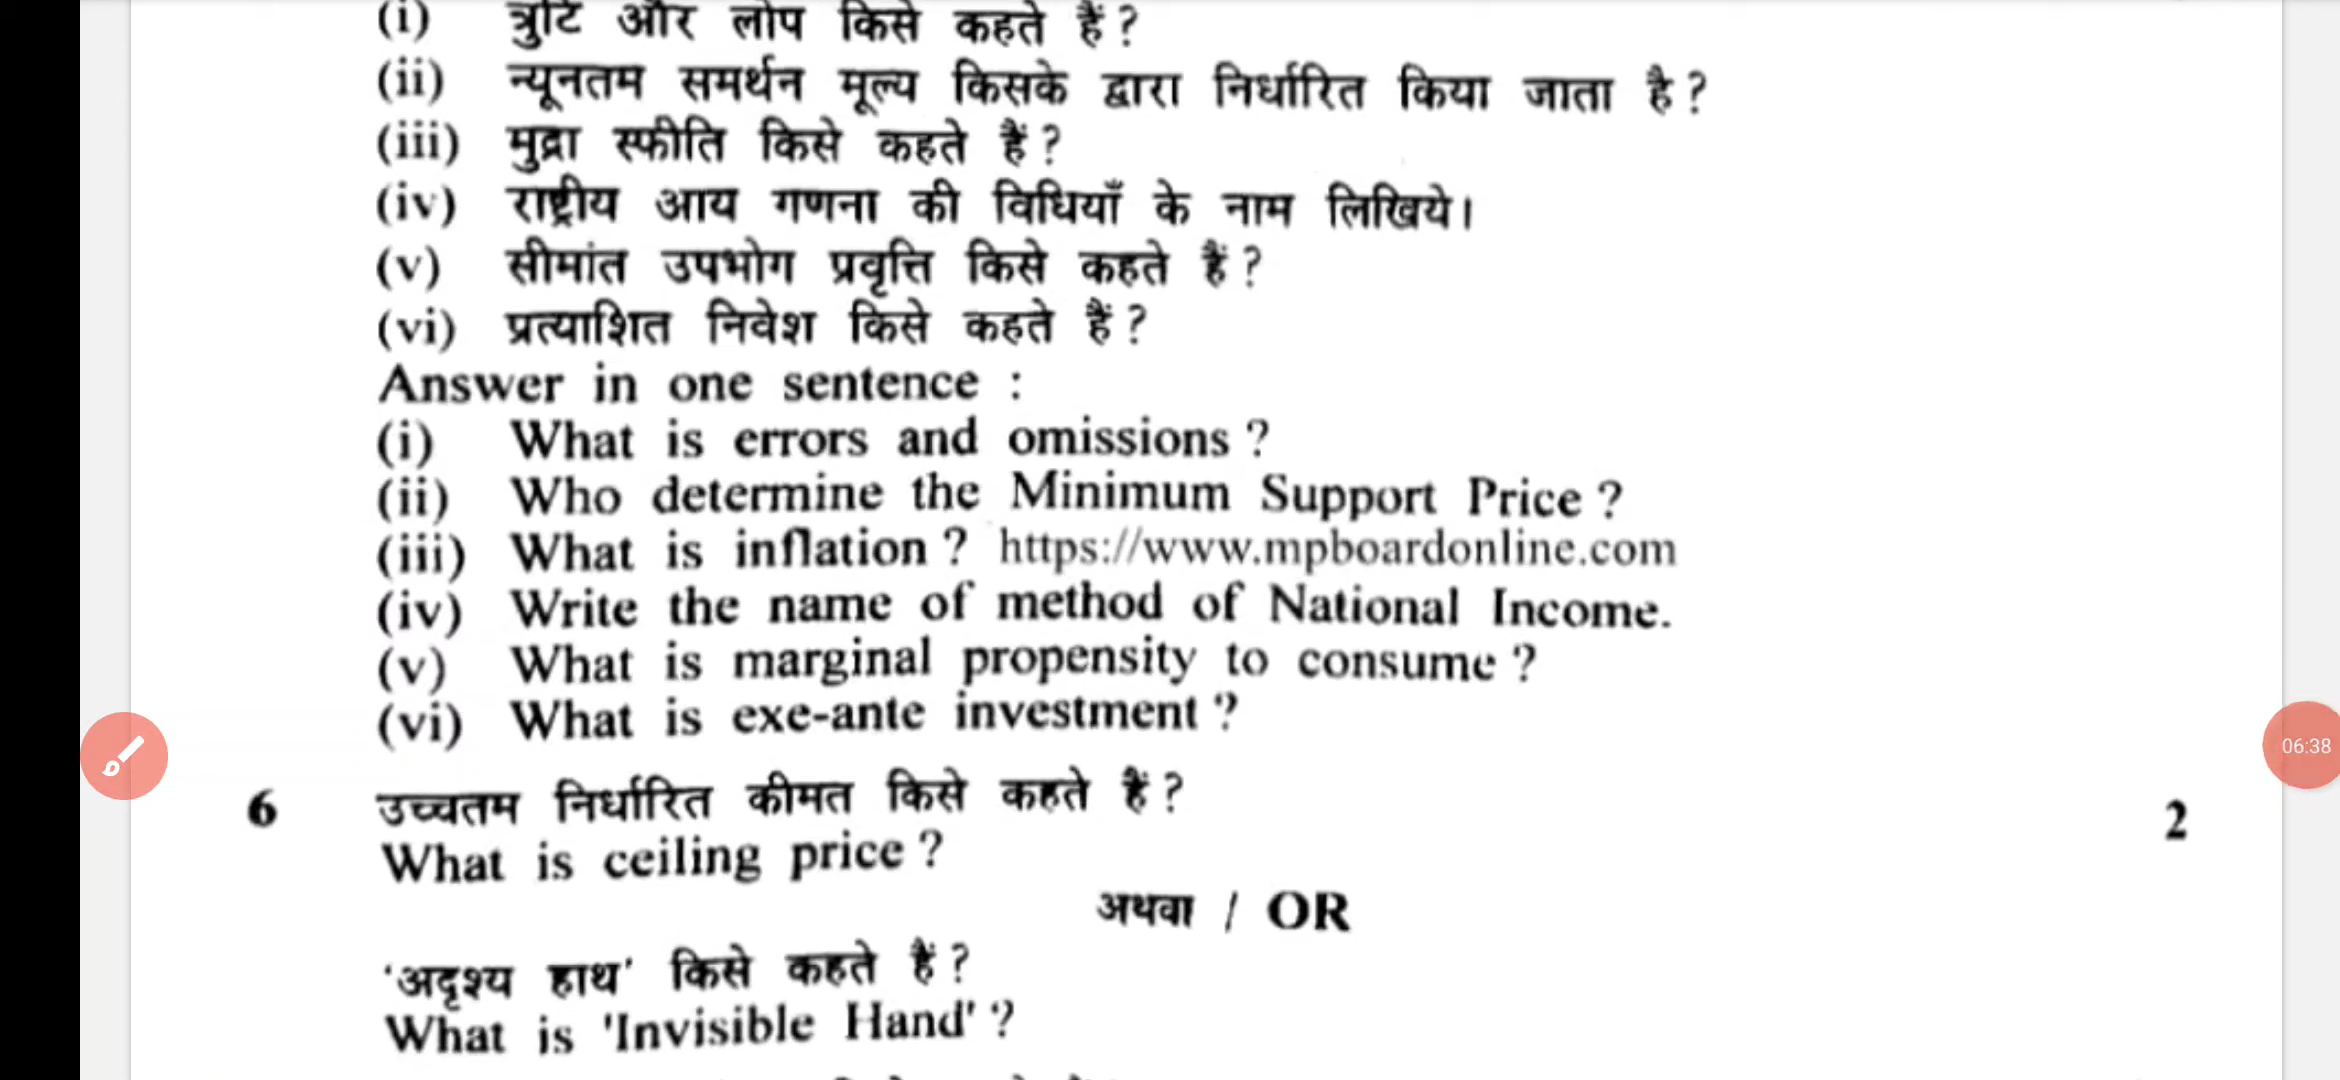 (i) त्रुटि और लोप किसे कहते हैं ?
(ii) न्यूनतम समर्थन मूल्य किसके द्वारा निर्धारित किया जाता है ?
(iii) मुद्रा स्फीति किसे कहते हैं ?
(iv) राष्ट्रीय आय गणना की विधियाँ के नाम लिखिये।
(v) सीमांत उपभोग प्रवृत्ति किसे कहते हैं ?
(vi) प्रत्याशित निवेश किसे कहते हैं ?
Answer in one sentence :
(i) What is errors and omissions ?
(ii) Who determine the Minimum Support Price ?
(iii) What is inflation ? https://www.mpboardonline.com
(iv) Write the name of method of National Income.
(v) What is marginal propensity to consume ?
(vi) What is exe-ante investment ?
06:38
6 उच्चतम निर्धारित कीमत किसे कहते हैं ? 2
What is ceiling price ?
अथवा / OR
'अदृश्य हाथ' किसे कहते हैं ?
What is 'Invisible Hand' ?